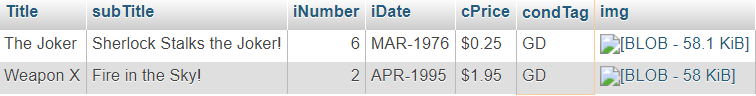 Title subTitle iNumber iDate cPrice condTag img
The Joker Sherlock Stalks the Joker! 6 MAR-1976 $0.25 GD [BLOB - 58.1 KiB]
Weapon X Fire in the Sky! 2 APR-1995 $1.95 GD [BLOB - 58 KiB]